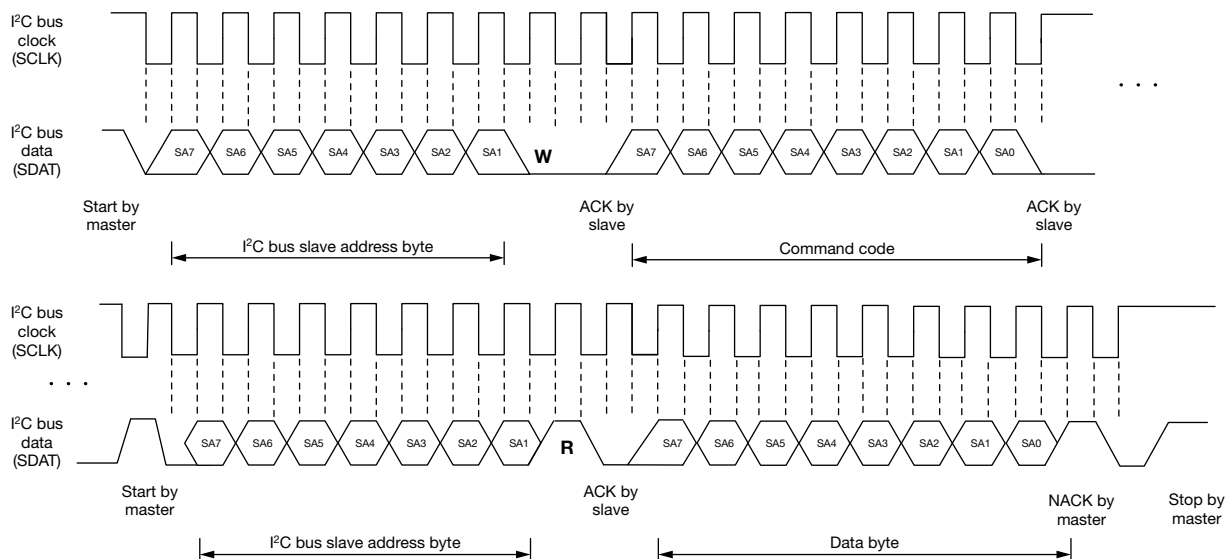 I²C bus
clock
(SCLK)
. . .
I²C bus
data
(SDAT)
SA7 SA6 SA5 SA4 SA3 SA2 SA1 W SA7 SA6 SA5 SA4 SA3 SA2 SA1 SA0
Start by
master
ACK by
slave
ACK by
slave
I²C bus slave address byte
Command code
I²C bus
clock
(SCLK)
. . .
I²C bus
data
(SDAT)
SA7 SA6 SA5 SA4 SA3 SA2 SA1 R SA7 SA6 SA5 SA4 SA3 SA2 SA1 SA0
Start by
master
ACK by
slave
NACK by
master
Stop by
master
I²C bus slave address byte
Data byte